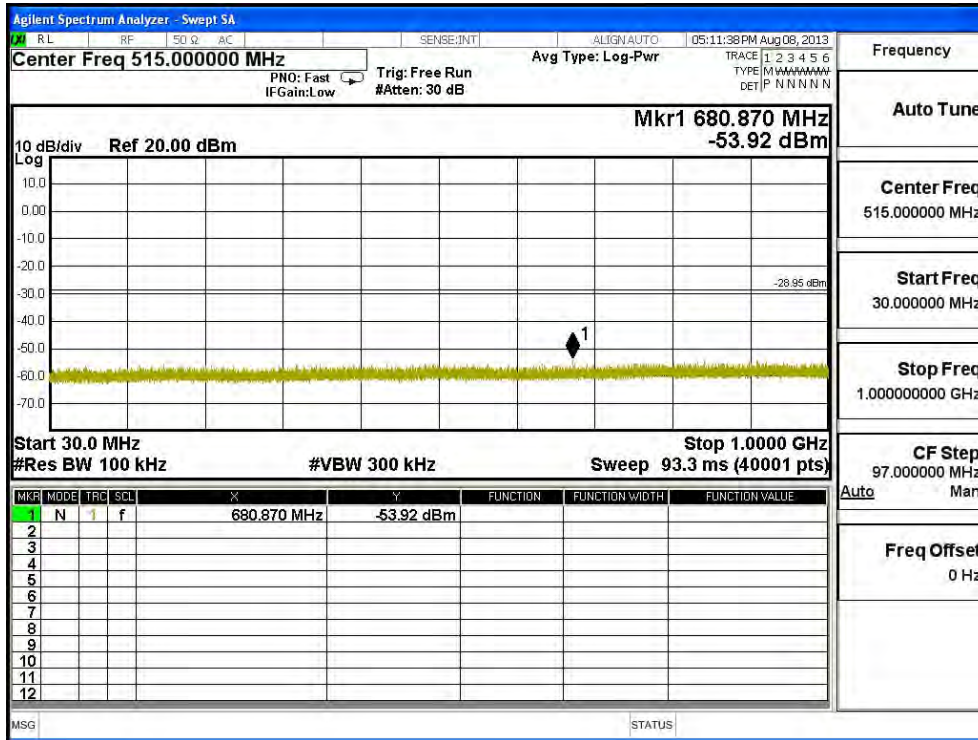 Agilent Spectrum Analyzer - Swept SA
RL RF 50 Ω AC SENSE:INT ALIGN AUTO 05:11:38 PM Aug 08, 2013
Center Freq 515.000000 MHz
PNO: Fast
IFGain:Low
Trig: Free Run
#Atten: 30 dB
Avg Type: Log-Pwr
TRACE 1 2 3 4 5 6
TYPE M W W W W W
DET P N N N N N
Mkr1 680.870 MHz
-53.92 dBm
10 dB/div Ref 20.00 dBm
Log
10.0
0.00
-10.0
-20.0
-28.95 dBm
-30.0
-40.0
1
-50.0
-60.0
-70.0
Start 30.0 MHz Stop 1.0000 GHz
#Res BW 100 kHz #VBW 300 kHz Sweep 93.3 ms (40001 pts)
MKR MODE TRC SCL X Y FUNCTION FUNCTION WIDTH FUNCTION VALUE
1 N 1 f 680.870 MHz -53.92 dBm
2
3
4
5
6
7
8
9
10
11
12
MSG STATUS
Frequency
Auto Tune
Center Freq
515.000000 MHz
Start Freq
30.000000 MHz
Stop Freq
1.000000000 GHz
CF Step
97.000000 MHz
Auto Man
Freq Offset
0 Hz